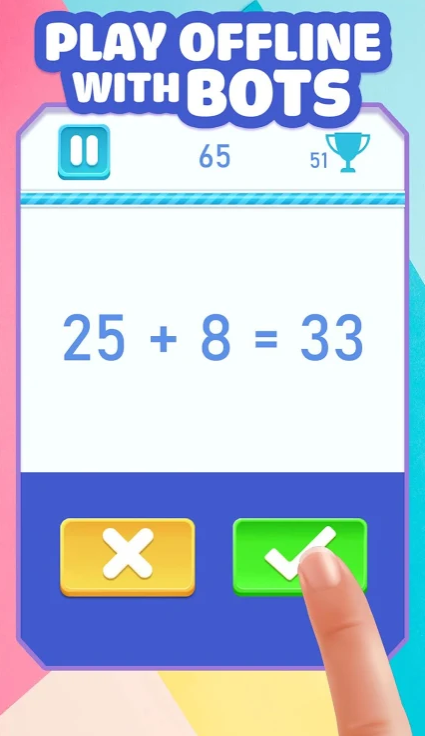 PLAY OFFLINE
WITH BOTS
65
51
25 + 8 = 33